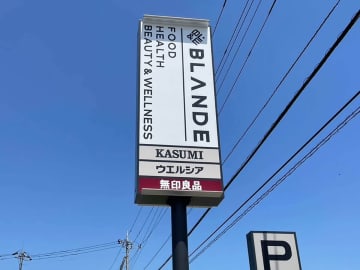 BLANDE
FOOD
HEALTH
BEAUTY & WELLNESS
KASUMI
ウエルシア
無印良品
P